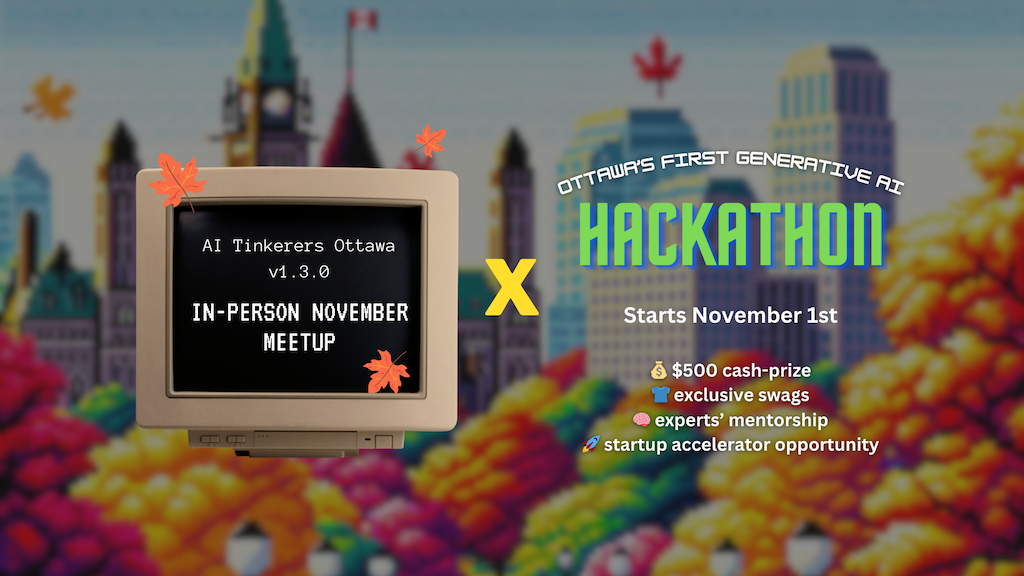 AI Tinkerers Ottawa
v1.3.0
IN-PERSON NOVEMBER
MEETUP
X
OTTAWA'S FIRST GENERATIVE AI
HACKATHON
Starts November 1st
💰 $500 cash-prize
👕 exclusive swags
🧠 experts’ mentorship
🚀 startup accelerator opportunity